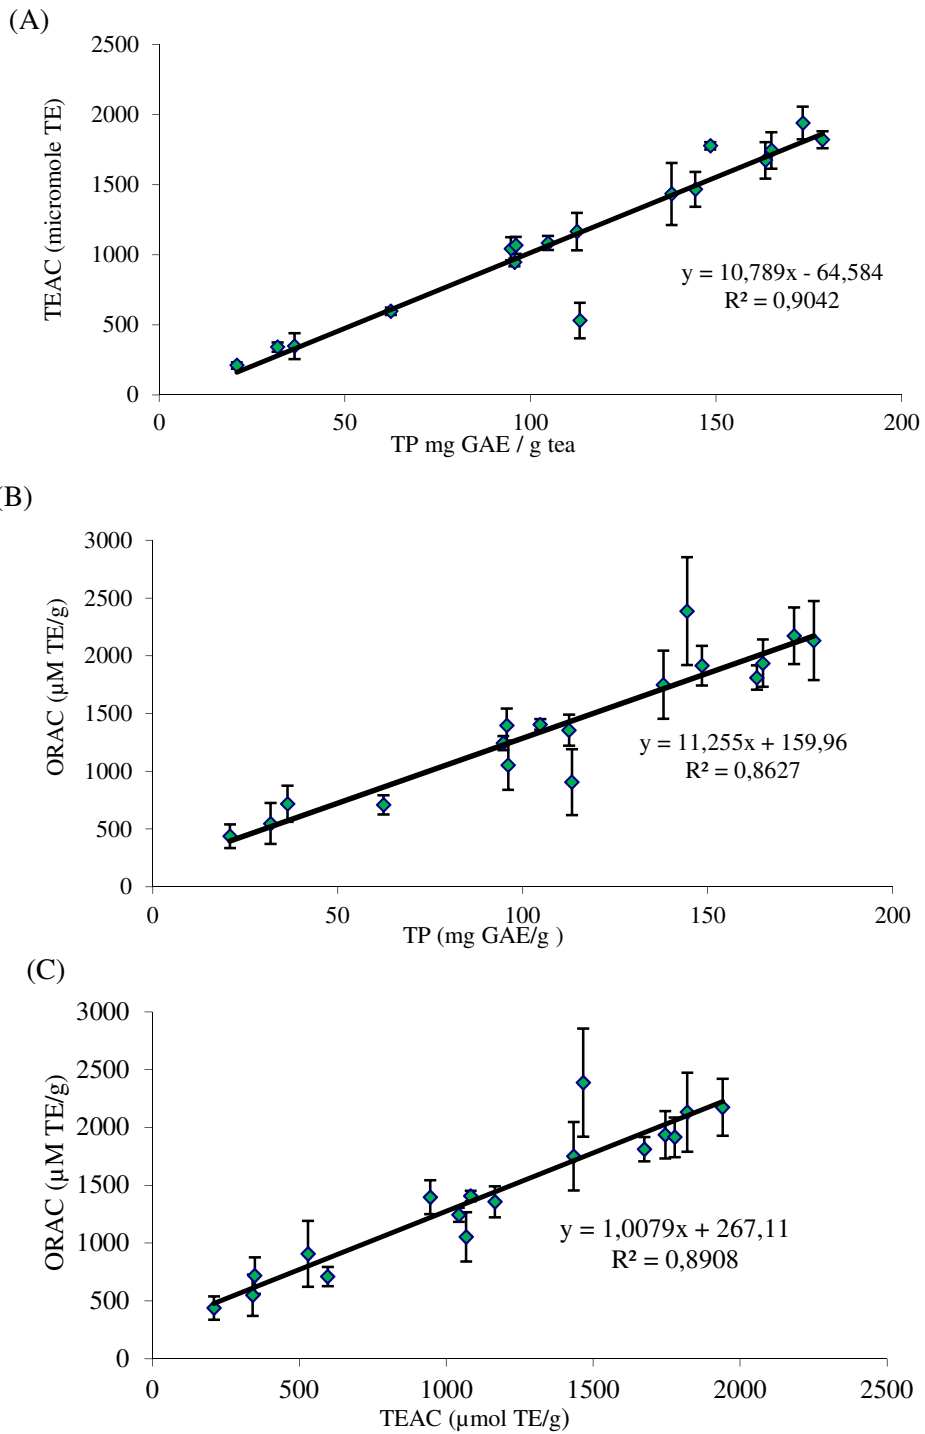 (A)
2500
2000
1500
1000
500
0
TEAC (micromole TE)
y = 10,789x - 64,584
R² = 0,9042
0 50 100 150 200
TP mg GAE / g tea
(B)
3000
2500
2000
1500
1000
500
0
ORAC (µM TE/g)
y = 11,255x + 159,96
R² = 0,8627
0 50 100 150 200
TP (mg GAE/g )
(C)
3000
2500
2000
1500
1000
500
0
ORAC (µM TE/g)
y = 1,0079x + 267,11
R² = 0,8908
0 500 1000 1500 2000 2500
TEAC (µmol TE/g)